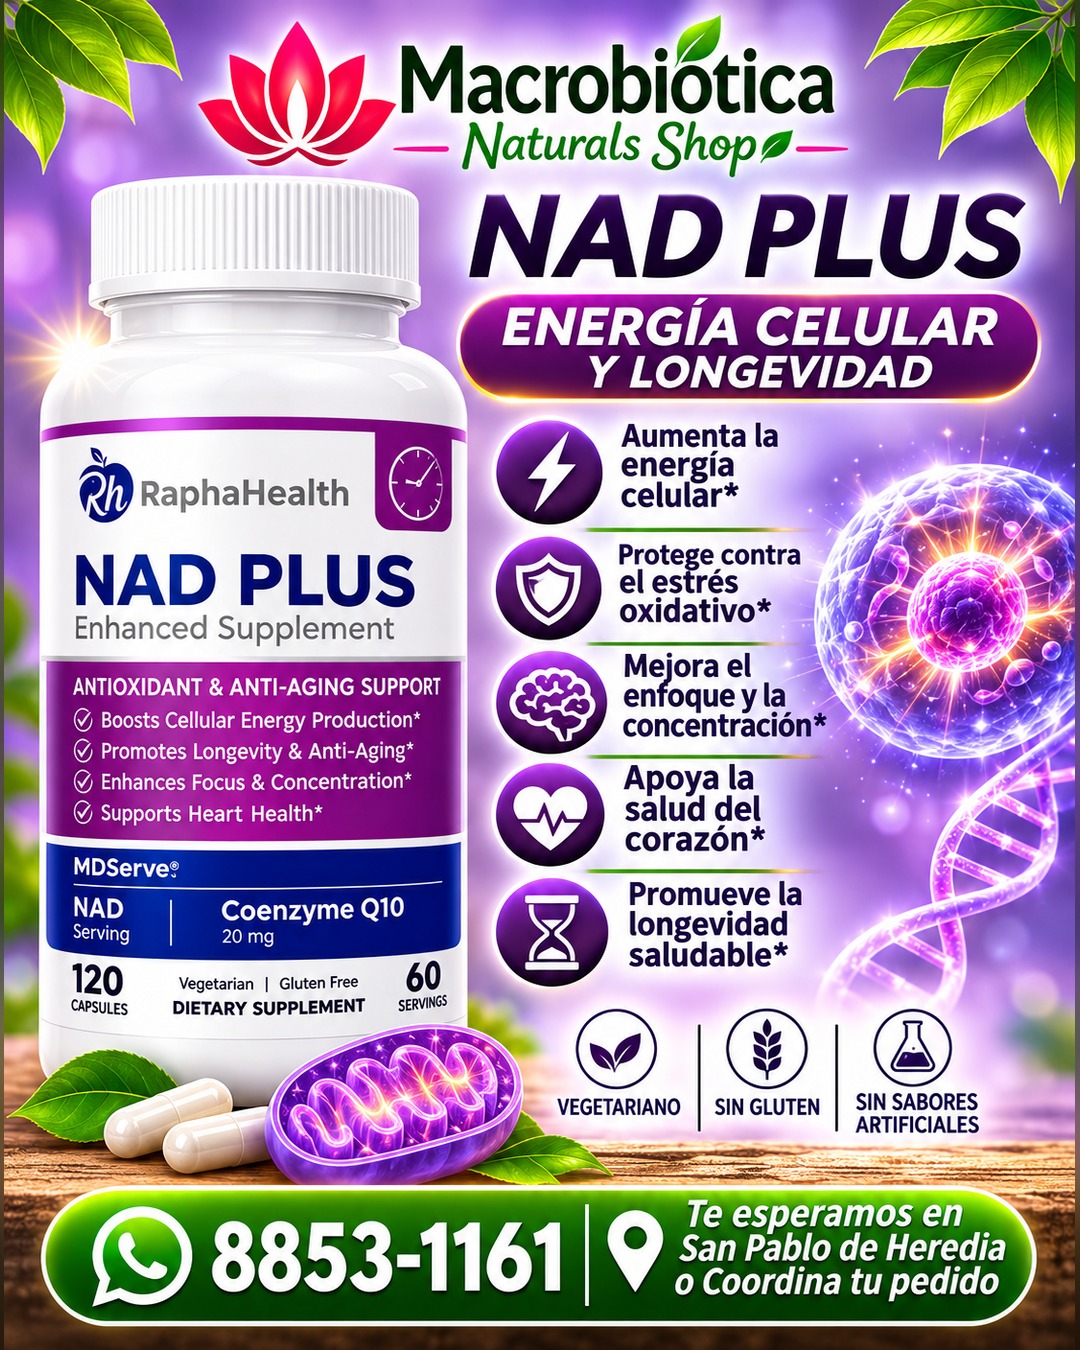 Macrobiótica
Naturals Shop
NAD PLUS
ENERGÍA CELULAR
Y LONGEVIDAD
Rh RaphaHealth
NAD PLUS
Enhanced Supplement
ANTIOXIDANT & ANTI-AGING SUPPORT
Boosts Cellular Energy Production*
Promotes Longevity & Anti-Aging*
Enhances Focus & Concentration*
Supports Heart Health*
MDServe®
NAD
Serving
Coenzyme Q10
20 mg
120
CAPSULES
Vegetarian | Gluten Free
DIETARY SUPPLEMENT
60
SERVINGS
Aumenta la
energía
celular*
Protege contra
el estrés
oxidativo*
Mejora el
enfoque y la
concentración*
Apoya la
salud del
corazón*
Promueve la
longevidad
saludable*
VEGETARIANO
SIN GLUTEN
SIN SABORES
ARTIFICIALES
8853-1161
Te esperamos en
San Pablo de Heredia
o Coordina tu pedido